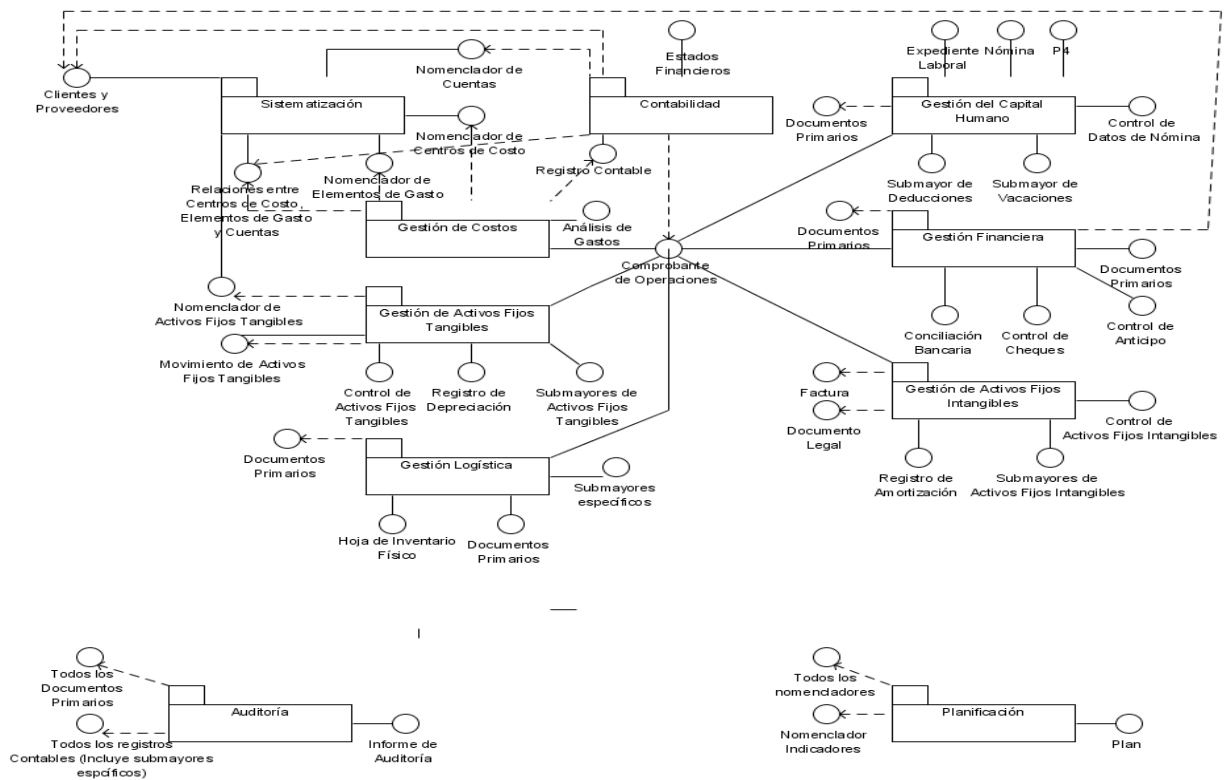 Clientes y
Proveedores
Nomenclador de
Cuentas
Estados
Financieros
Expediente
Laboral
Nómina
P4
Sistematización
Contabilidad
Gestión del Capital
Humano
Documentos
Primarios
Control de
Datos de Nómina
Nomenclador de
Centros de Costo
Registro Contable
Relaciones entre
Centros de Costo,
Elementos de Gasto
y Cuentas
Nomenclador de
Elementos de Gasto
Submayor de
Deducciones
Submayor de
Vacaciones
Gestión de Costos
Análisis de
Gastos
Documentos
Primarios
Gestión Financiera
Comprobante
de Operaciones
Documentos
Primarios
Nomenclador de
Activos Fijos Tangibles
Gestión de Activos Fijos
Tangibles
Conciliación
Bancaria
Control de
Cheques
Control de
Anticipo
Movimiento de Activos
Fijos Tangibles
Control de
Activos Fijos
Tangibles
Registro de
Depreciación
Submayores de
Activos Fijos
Tangibles
Factura
Gestión de Activos Fijos
Intangibles
Documento
Legal
Control de
Activos Fijos Intangibles
Documentos
Primarios
Gestión Logística
Submayores
específicos
Registro de
Amortización
Submayores de
Activos Fijos Intangibles
Hoja de Inventario
Físico
Documentos
Primarios
Todos los
Documentos
Primarios
Auditoría
Todos los registros
Contables (Incluye submayores
espcíficos)
Informe de
Auditoría
Todos los
nomencladores
Planificación
Nomenclador
Indicadores
Plan